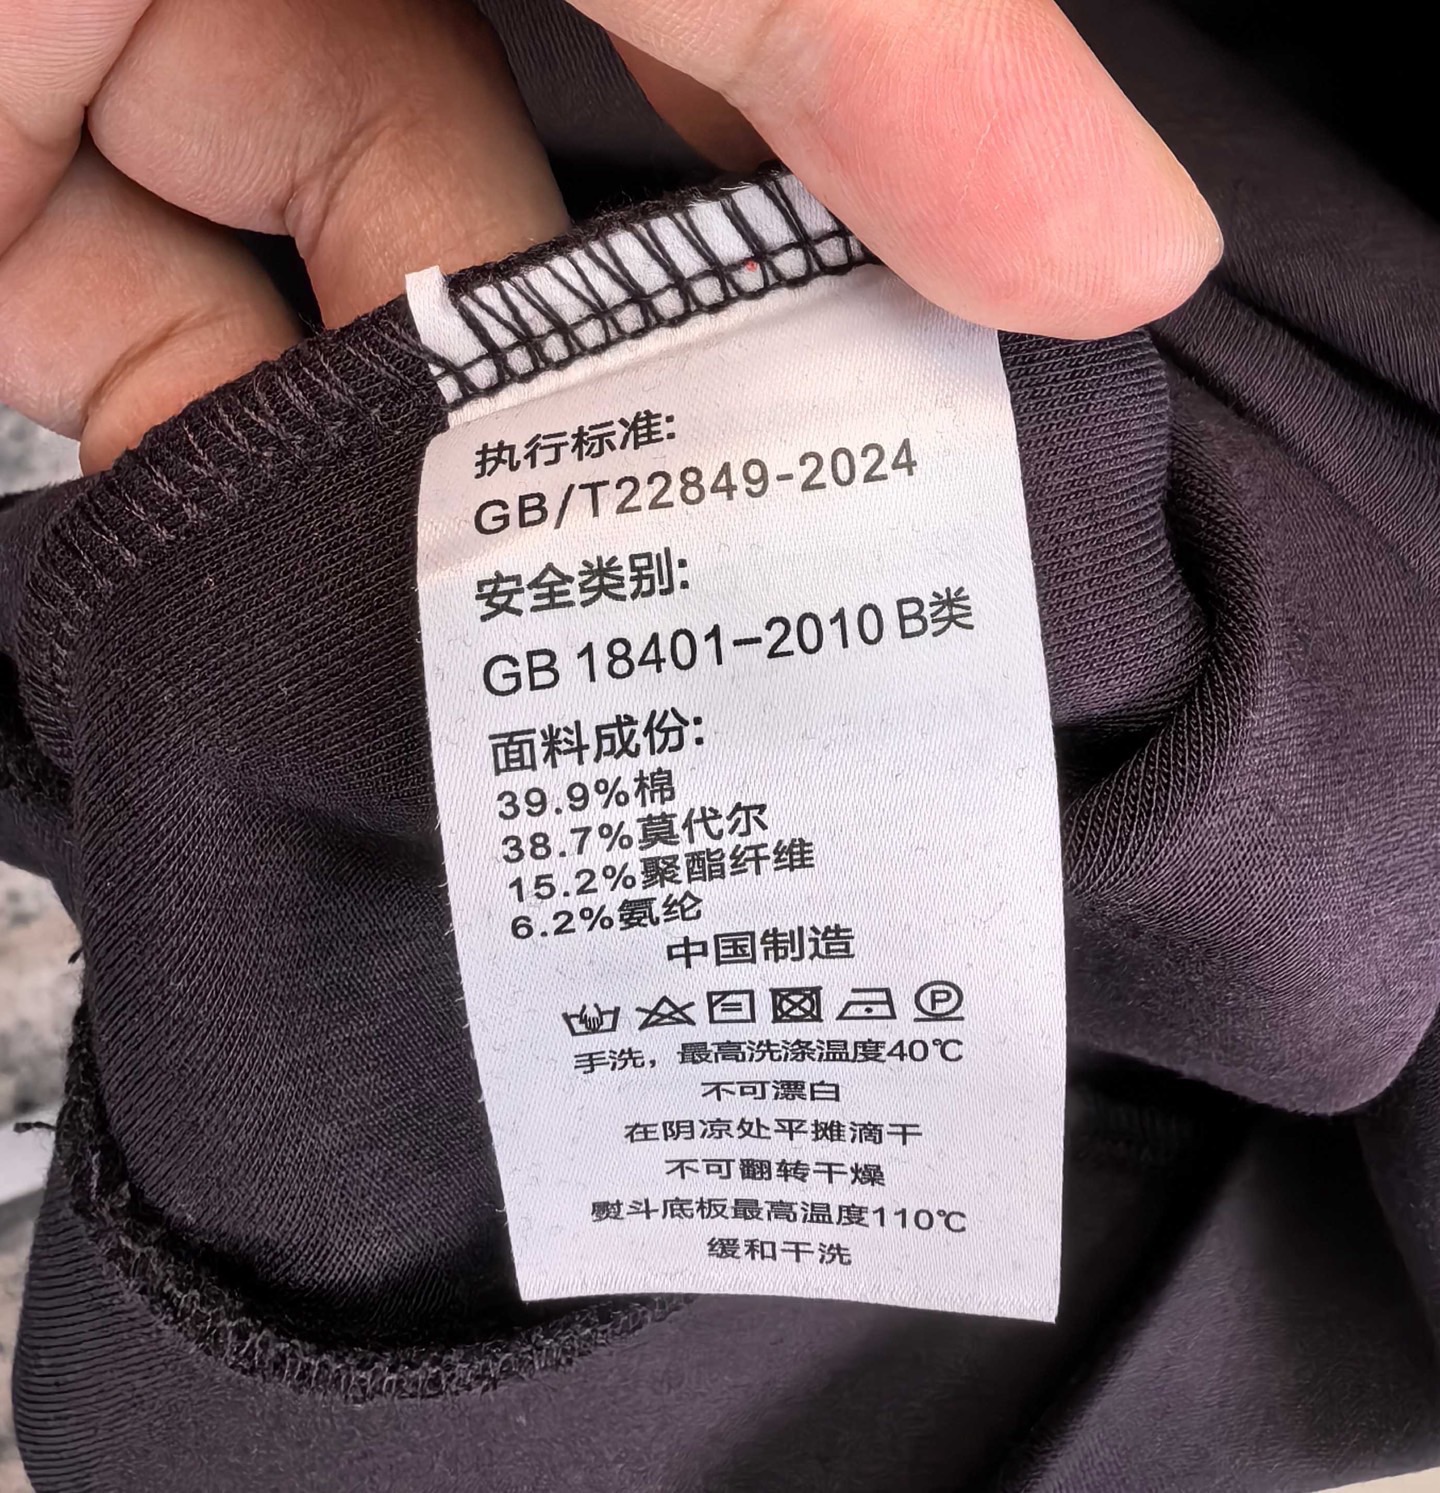 执行标准:
GB/T22849-2024
安全类别:
GB 18401-2010 B类
面料成份:
39.9%棉
38.7%莫代尔
15.2%聚酯纤维
6.2%氨纶
中国制造
P
手洗，最高洗涤温度40℃
不可漂白
在阴凉处平摊滴干
不可翻转干燥
熨斗底板最高温度110℃
缓和干洗